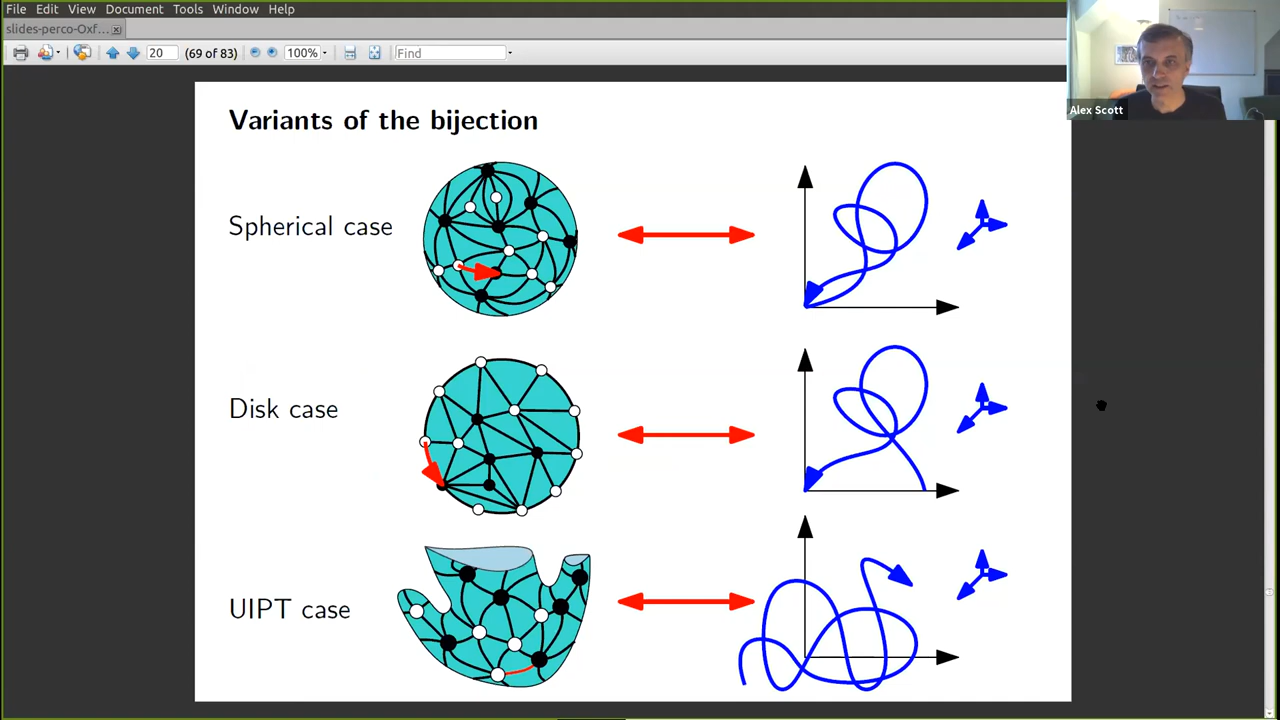 File Edit View Document Tools Window Help
slides-perco-Oxf...
20 (69 of 83) 100% Find
Alex Scott
Variants of the bijection
Spherical case
Disk case
UIPT case